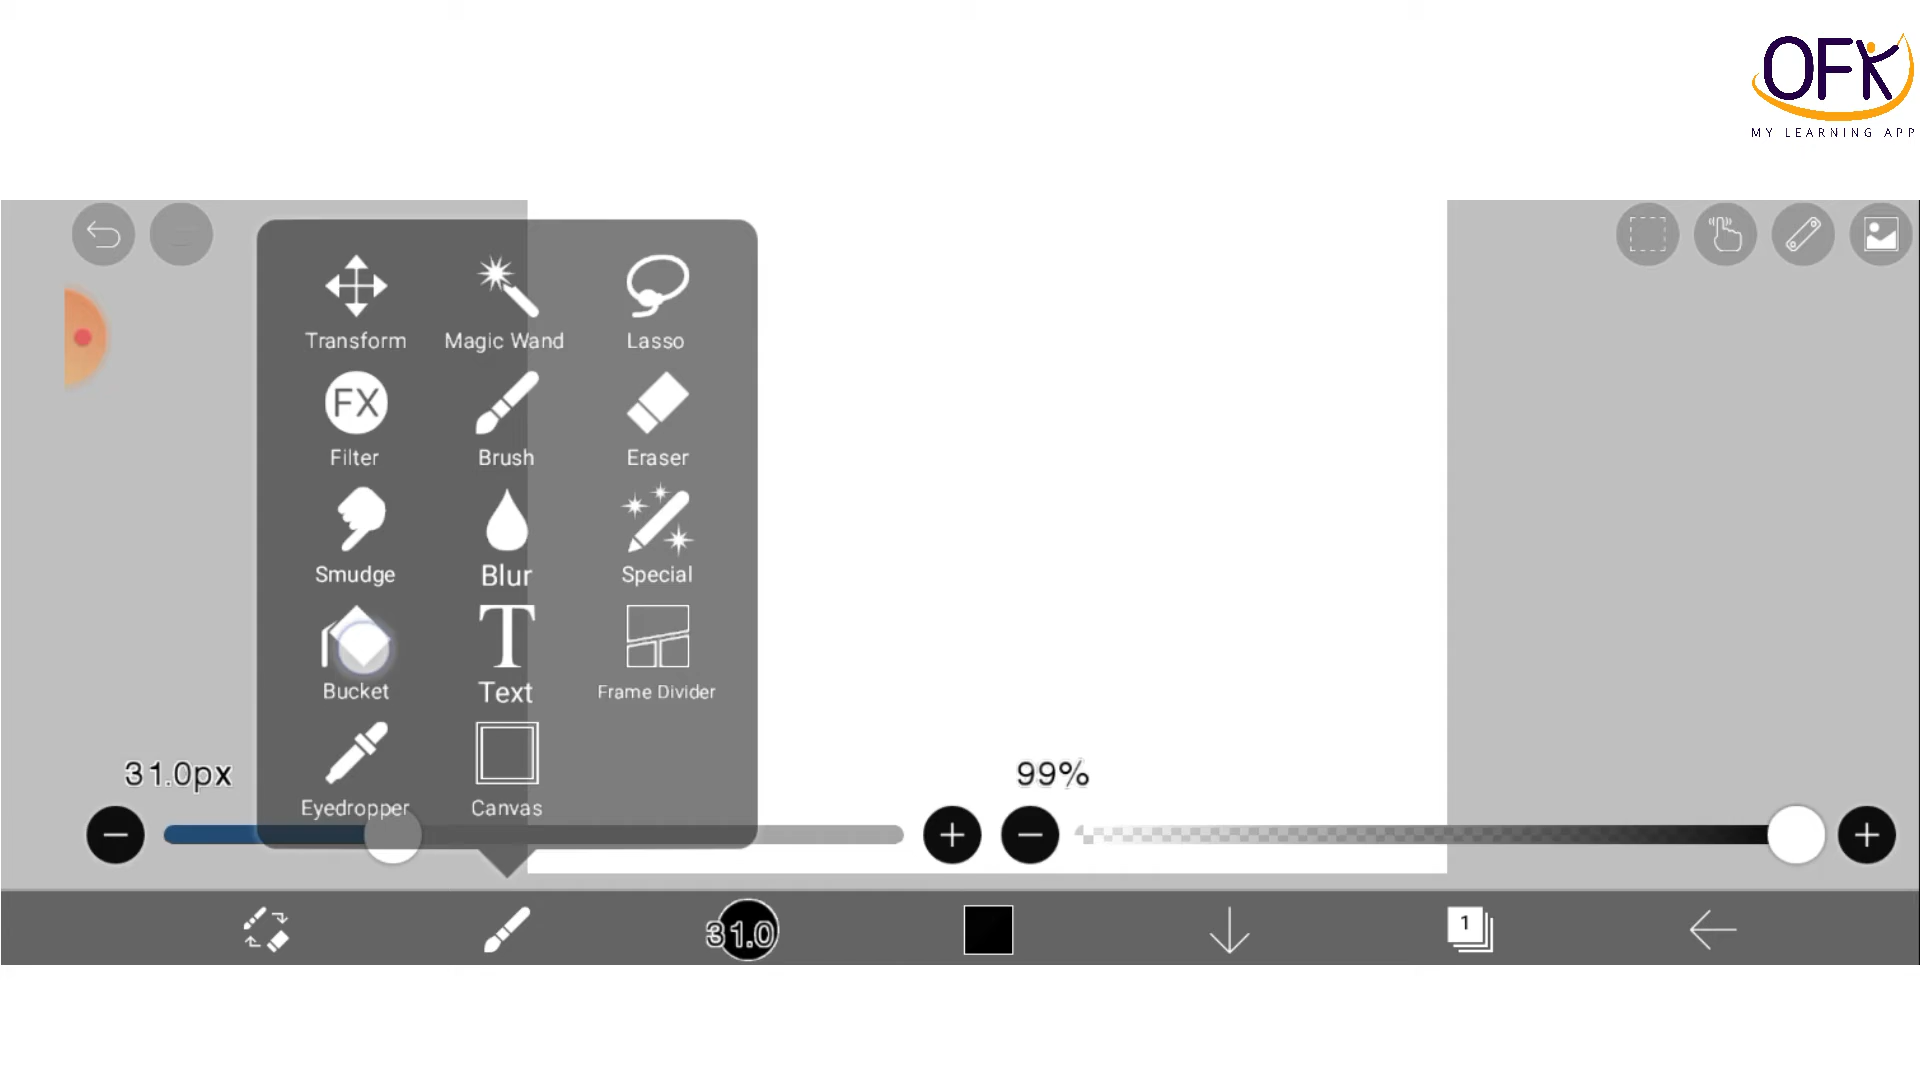 OFK
MY LEARNING APP
Transform Magic Wand Lasso
FX
Filter Brush Eraser
Smudge Blur Special
T
Bucket Text Frame Divider
31.0px 99%
Eyedropper Canvas
31.0 1